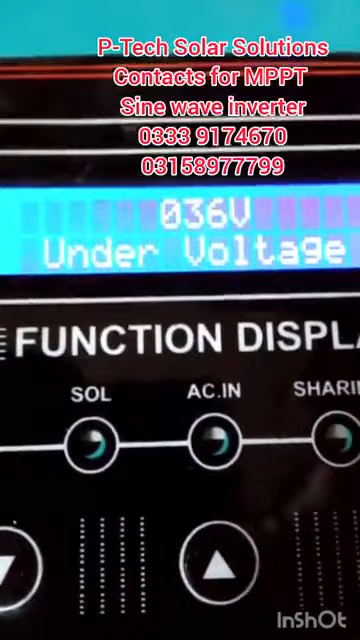 P-Tech Solar Solutions
Contacts for MPPT
Sine wave inverter
0333 9174670
03158977799
036V
Under Voltage
FUNCTION DISPLA
SOL AC.IN SHARI
InShOt